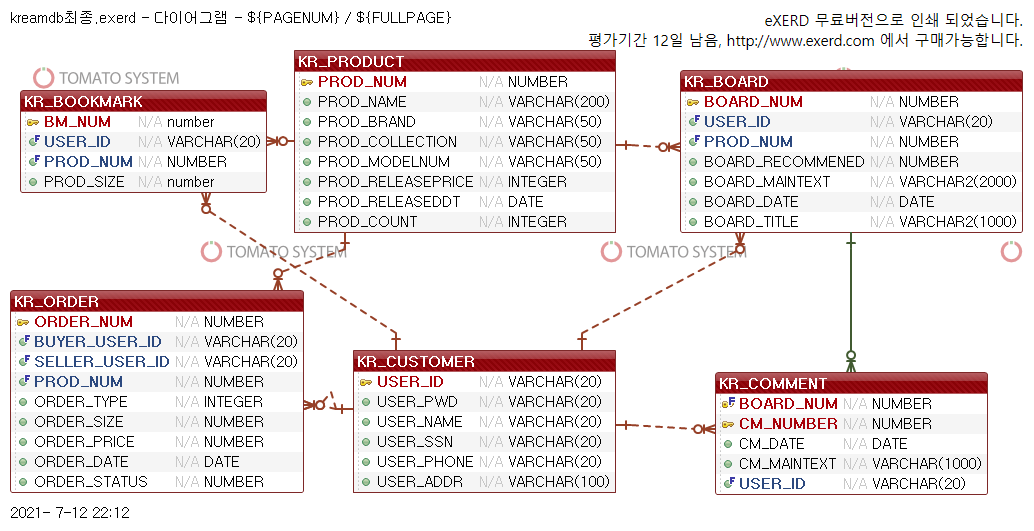 kreamdb최종.exerd - 다이어그램 - ${PAGENUM} / ${FULLPAGE}
eXERD 무료버전으로 인쇄 되었습니다.
평가기간 12일 남음, http://www.exerd.com 에서 구매가능합니다.
TOMATO SYSTEM
KR_BOOKMARK
BM_NUM N/A number
USER_ID N/A VARCHAR(20)
PROD_NUM N/A NUMBER
PROD_SIZE N/A number
KR_PRODUCT
PROD_NUM N/A NUMBER
PROD_NAME N/A VARCHAR(200)
PROD_BRAND N/A VARCHAR(50)
PROD_COLLECTION N/A VARCHAR(50)
PROD_MODELNUM N/A VARCHAR(50)
PROD_RELEASEPRICE N/A INTEGER
PROD_RELEASEDDT N/A DATE
PROD_COUNT N/A INTEGER
KR_BOARD
BOARD_NUM N/A NUMBER
USER_ID N/A VARCHAR(20)
PROD_NUM N/A NUMBER
BOARD_RECOMMENED N/A NUMBER
BOARD_MAINTEXT N/A VARCHAR2(2000)
BOARD_DATE N/A DATE
BOARD_TITLE N/A VARCHAR2(1000)
TOMATO SYSTEM
TOMATO SYSTEM
KR_ORDER
ORDER_NUM N/A NUMBER
BUYER_USER_ID N/A VARCHAR(20)
SELLER_USER_ID N/A VARCHAR(20)
PROD_NUM N/A NUMBER
ORDER_TYPE N/A INTEGER
ORDER_SIZE N/A NUMBER
ORDER_PRICE N/A NUMBER
ORDER_DATE N/A DATE
ORDER_STATUS N/A NUMBER
KR_CUSTOMER
USER_ID N/A VARCHAR(20)
USER_PWD N/A VARCHAR(20)
USER_NAME N/A VARCHAR(20)
USER_SSN N/A VARCHAR(20)
USER_PHONE N/A VARCHAR(20)
USER_ADDR N/A VARCHAR(100)
KR_COMMENT
BOARD_NUM N/A NUMBER
CM_NUMBER N/A NUMBER
CM_DATE N/A DATE
CM_MAINTEXT N/A VARCHAR(1000)
USER_ID N/A VARCHAR(20)
2021- 7-12 22:12